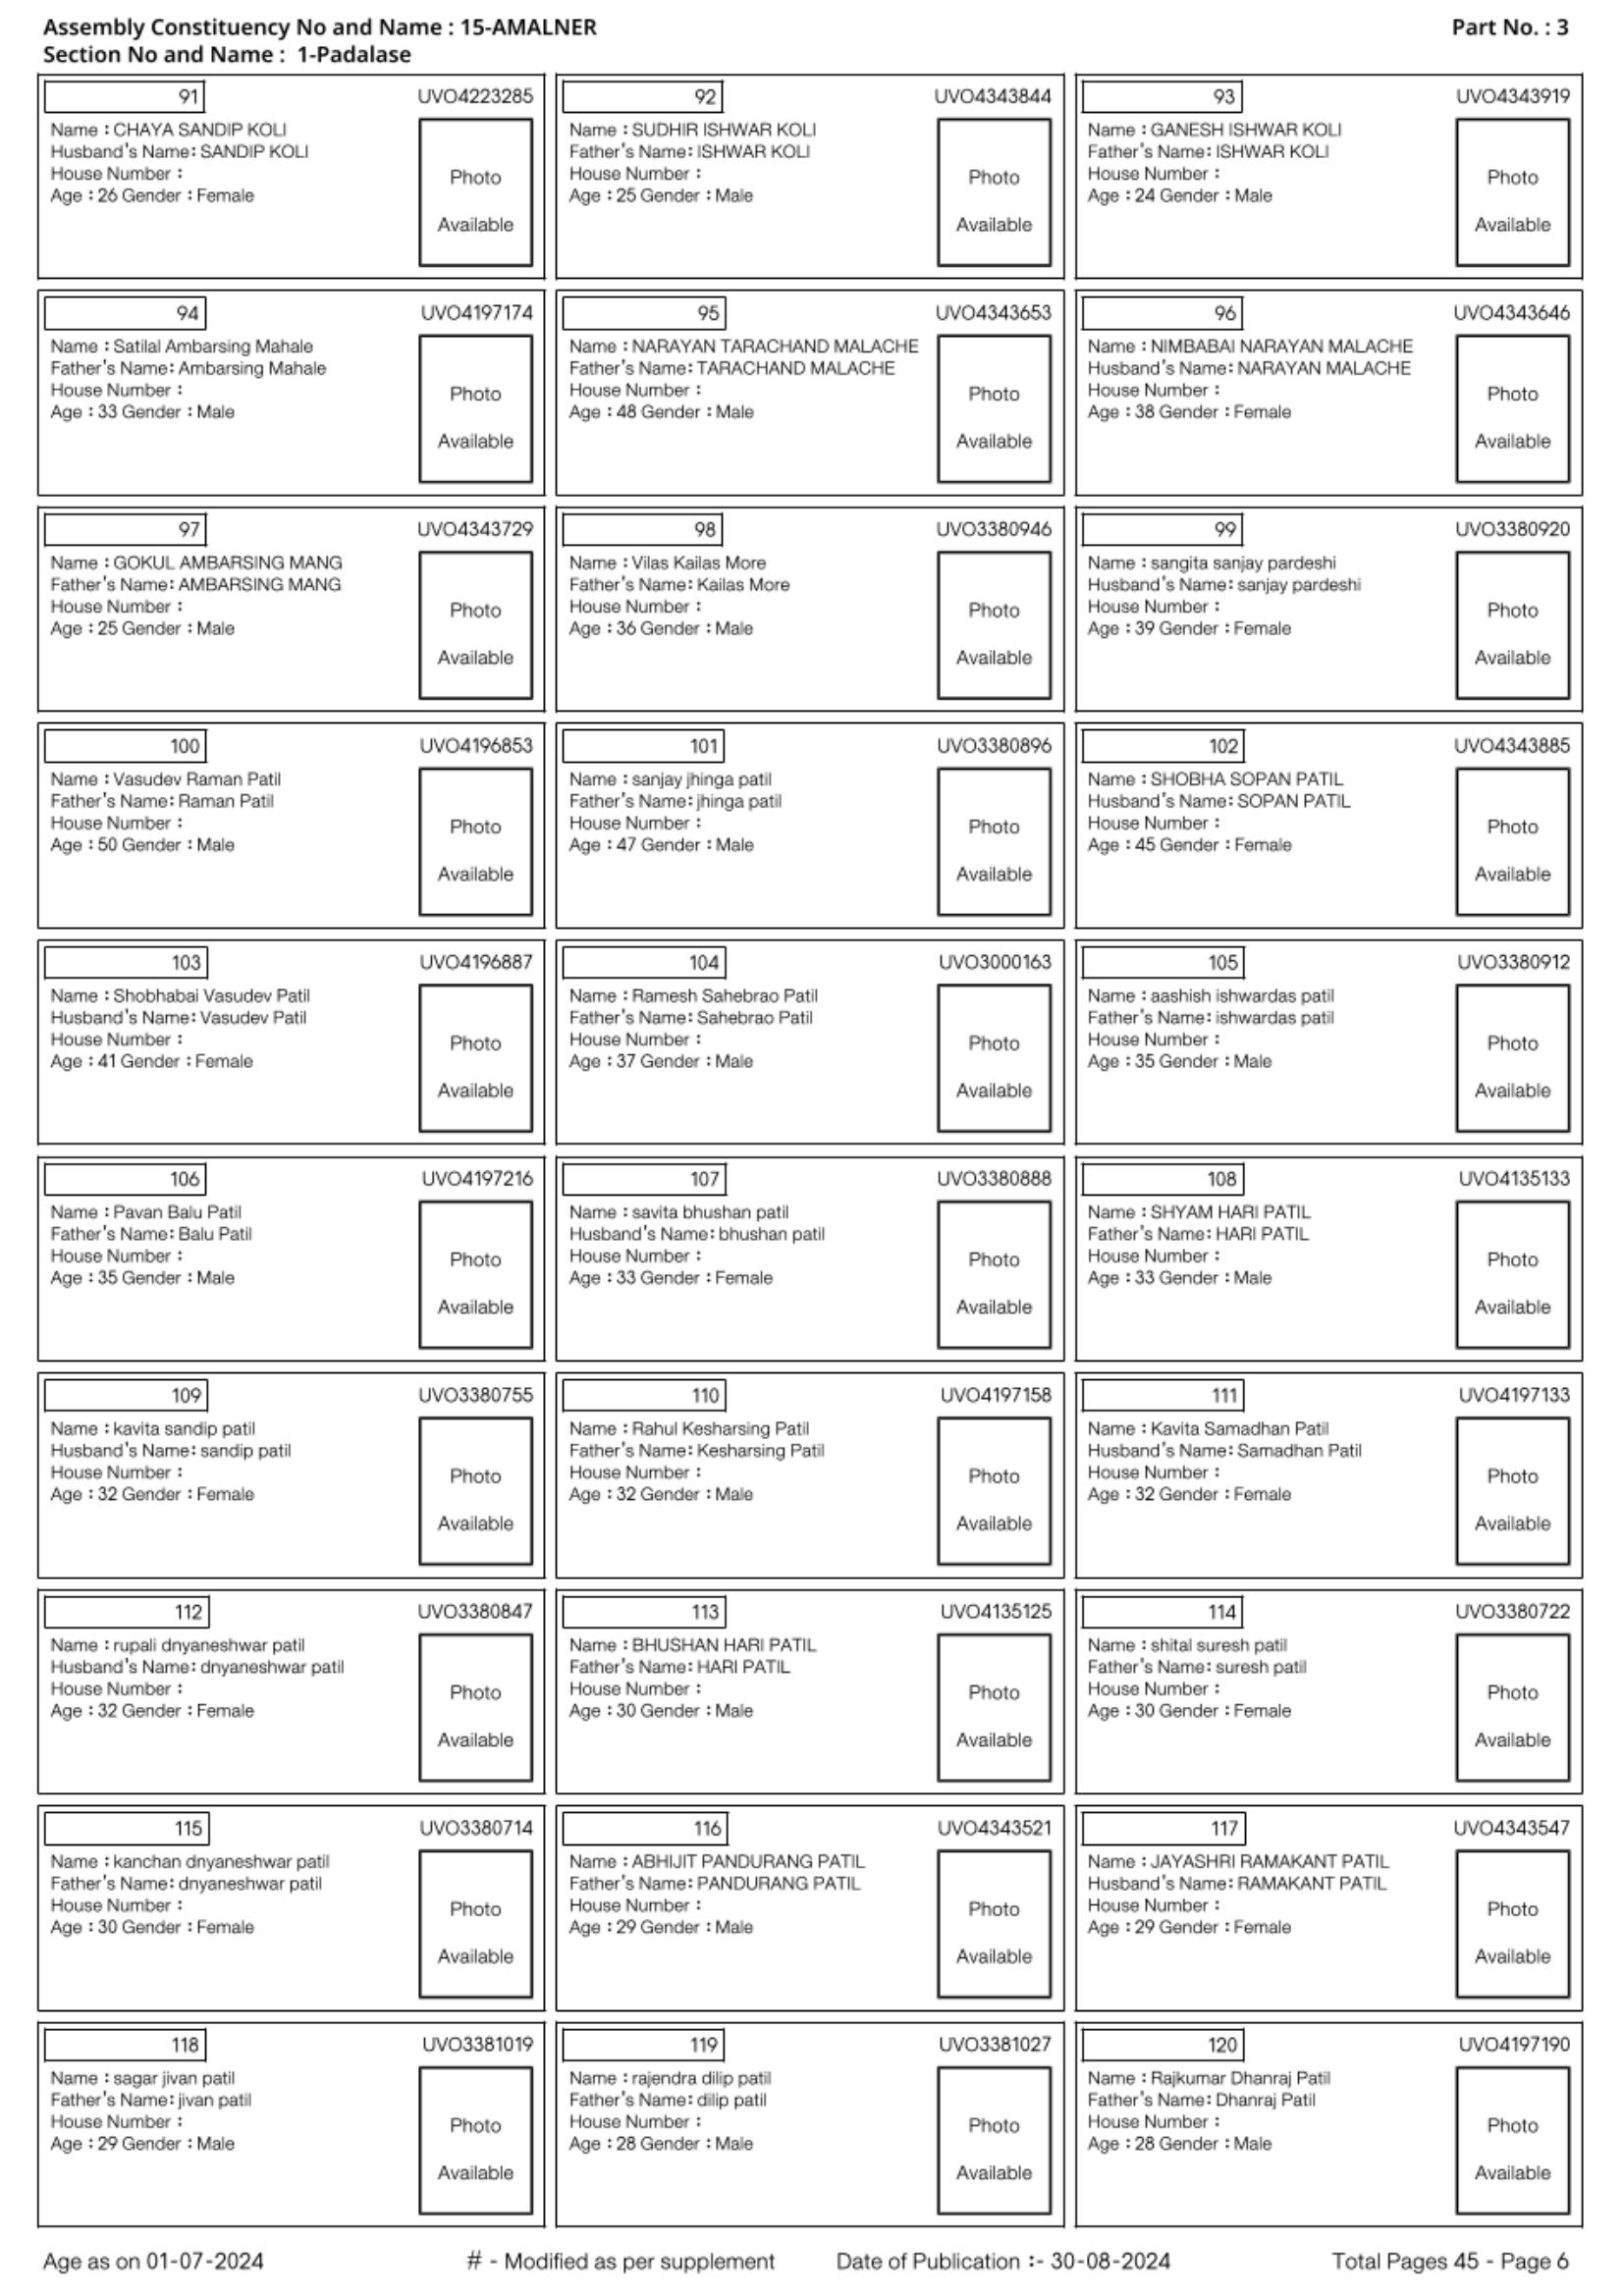 Assembly Constituency No and Name : 15-AMALNER
Part No. : 3
Section No and Name : 1-Padalase
91
UVO4223285
Name : CHAYA SANDIP KOLI
Husband's Name: SANDIP KOLI
House Number :
Age : 26 Gender : Female
Photo
Available
92
UVO4343844
Name : SUDHIR ISHWAR KOLI
Father's Name: ISHWAR KOLI
House Number :
Age : 25 Gender : Male
Photo
Available
93
UVO4343919
Name : GANESH ISHWAR KOLI
Father's Name: ISHWAR KOLI
House Number :
Age : 24 Gender : Male
Photo
Available
94
UVO4197174
Name : Satilal Ambarsing Mahale
Father's Name: Ambarsing Mahale
House Number :
Age : 33 Gender : Male
Photo
Available
95
UVO4343653
Name : NARAYAN TARACHAND MALACHE
Father's Name: TARACHAND MALACHE
House Number :
Age : 48 Gender : Male
Photo
Available
96
UVO4343646
Name : NIMBABAI NARAYAN MALACHE
Husband's Name: NARAYAN MALACHE
House Number :
Age : 38 Gender : Female
Photo
Available
97
UVO4343729
Name : GOKUL AMBARSING MANG
Father's Name: AMBARSING MANG
House Number :
Age : 25 Gender : Male
Photo
Available
98
UVO3380946
Name : Vilas Kailas More
Father's Name: Kailas More
House Number :
Age : 36 Gender : Male
Photo
Available
99
UVO3380920
Name : sangita sanjay pardeshi
Husband's Name: sanjay pardeshi
House Number :
Age : 39 Gender : Female
Photo
Available
100
UVO4196853
Name : Vasudev Raman Patil
Father's Name: Raman Patil
House Number :
Age : 50 Gender : Male
Photo
Available
101
UVO3380896
Name : sanjay jhinga patil
Father's Name: jhinga patil
House Number :
Age : 47 Gender : Male
Photo
Available
102
UVO4343885
Name : SHOBHA SOPAN PATIL
Husband's Name: SOPAN PATIL
House Number :
Age : 45 Gender : Female
Photo
Available
103
UVO4196887
Name : Shobhabai Vasudev Patil
Husband's Name: Vasudev Patil
House Number :
Age : 41 Gender : Female
Photo
Available
104
UVO3000163
Name : Ramesh Sahebrao Patil
Father's Name: Sahebrao Patil
House Number :
Age : 37 Gender : Male
Photo
Available
105
UVO3380912
Name : aashish ishwardas patil
Father's Name: ishwardas patil
House Number :
Age : 35 Gender : Male
Photo
Available
106
UVO4197216
Name : Pavan Balu Patil
Father's Name: Balu Patil
House Number :
Age : 35 Gender : Male
Photo
Available
107
UVO3380888
Name : savita bhushan patil
Husband's Name: bhushan patil
House Number :
Age : 33 Gender : Female
Photo
Available
108
UVO4135133
Name : SHYAM HARI PATIL
Father's Name: HARI PATIL
House Number :
Age : 33 Gender : Male
Photo
Available
109
UVO3380755
Name : kavita sandip patil
Husband's Name: sandip patil
House Number :
Age : 32 Gender : Female
Photo
Available
110
UVO4197158
Name : Rahul Kesharsing Patil
Father's Name: Kesharsing Patil
House Number :
Age : 32 Gender : Male
Photo
Available
111
UVO4197133
Name : Kavita Samadhan Patil
Husband's Name: Samadhan Patil
House Number :
Age : 32 Gender : Female
Photo
Available
112
UVO3380847
Name : rupali dnyaneshwar patil
Husband's Name: dnyaneshwar patil
House Number :
Age : 32 Gender : Female
Photo
Available
113
UVO4135125
Name : BHUSHAN HARI PATIL
Father's Name: HARI PATIL
House Number :
Age : 30 Gender : Male
Photo
Available
114
UVO3380722
Name : shital suresh patil
Father's Name: suresh patil
House Number :
Age : 30 Gender : Female
Photo
Available
115
UVO3380714
Name : kanchan dnyaneshwar patil
Father's Name: dnyaneshwar patil
House Number :
Age : 30 Gender : Female
Photo
Available
116
UVO4343521
Name : ABHIJIT PANDURANG PATIL
Father's Name: PANDURANG PATIL
House Number :
Age : 29 Gender : Male
Photo
Available
117
UVO4343547
Name : JAYASHRI RAMAKANT PATIL
Husband's Name: RAMAKANT PATIL
House Number :
Age : 29 Gender : Female
Photo
Available
118
UVO3381019
Name : sagar jivan patil
Father's Name: jivan patil
House Number :
Age : 29 Gender : Male
Photo
Available
119
UVO3381027
Name : rajendra dilip patil
Father's Name: dilip patil
House Number :
Age : 28 Gender : Male
Photo
Available
120
UVO4197190
Name : Rajkumar Dhanraj Patil
Father's Name: Dhanraj Patil
House Number :
Age : 28 Gender : Male
Photo
Available
Age as on 01-07-2024
# - Modified as per supplement
Date of Publication :- 30-08-2024
Total Pages 45 - Page 6